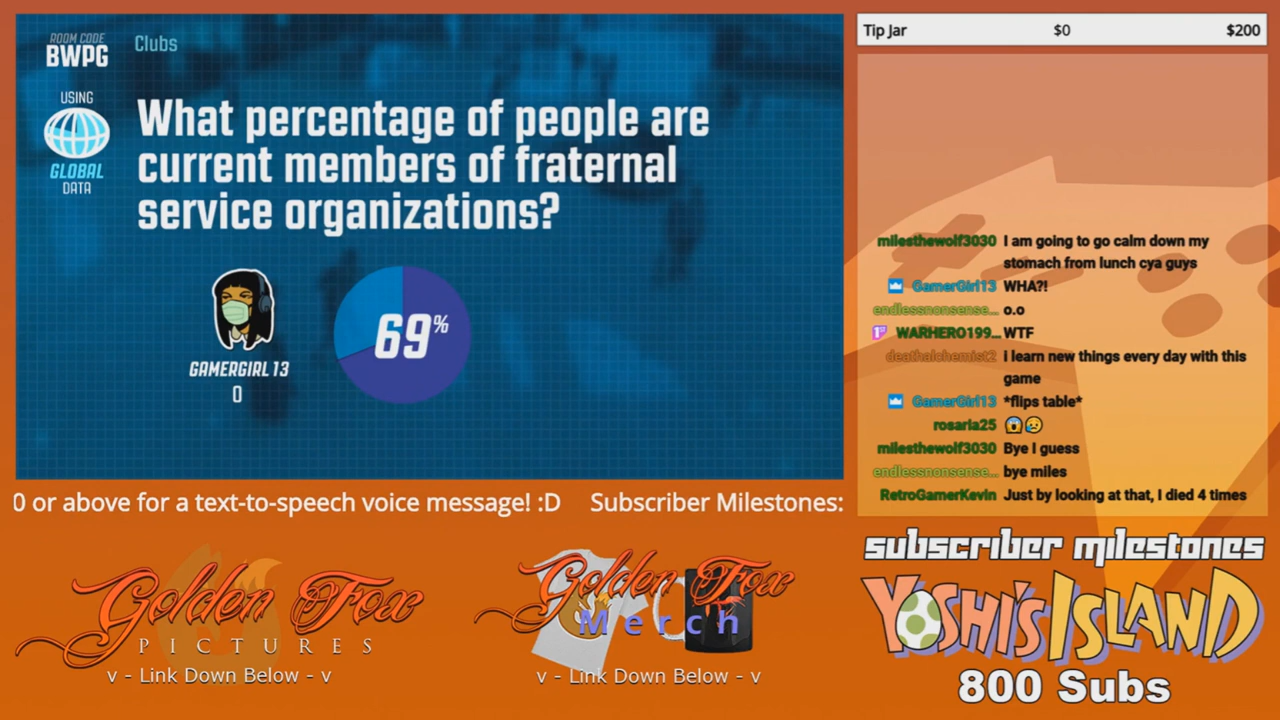 ROOM CODE
BWPG
Clubs
USING
GLOBAL
DATA
What percentage of people are
current members of fraternal
service organizations?
69%
GAMERGIRL 13
0
Tip Jar $0 $200
milesthewolf3030 I am going to go calm down my
stomach from lunch cya guys
GamerGirl13 WHA?!
endlessnonsense... o.o
WARHERO199... WTF
deathalchemist2 i learn new things every day with this
game
GamerGirl13 *flips table*
rosaria25 😱😥
milesthewolf3030 Bye I guess
endlessnonsense... bye miles
RetroGamerKevin Just by looking at that, I died 4 times
0 or above for a text-to-speech voice message! :D Subscriber Milestones:
Golden Fox
PICTURES
v - Link Down Below - v
Golden Fox
Merch
v - Link Down Below - v
subscriber milestones
YOSHI'S ISLAND
800 Subs